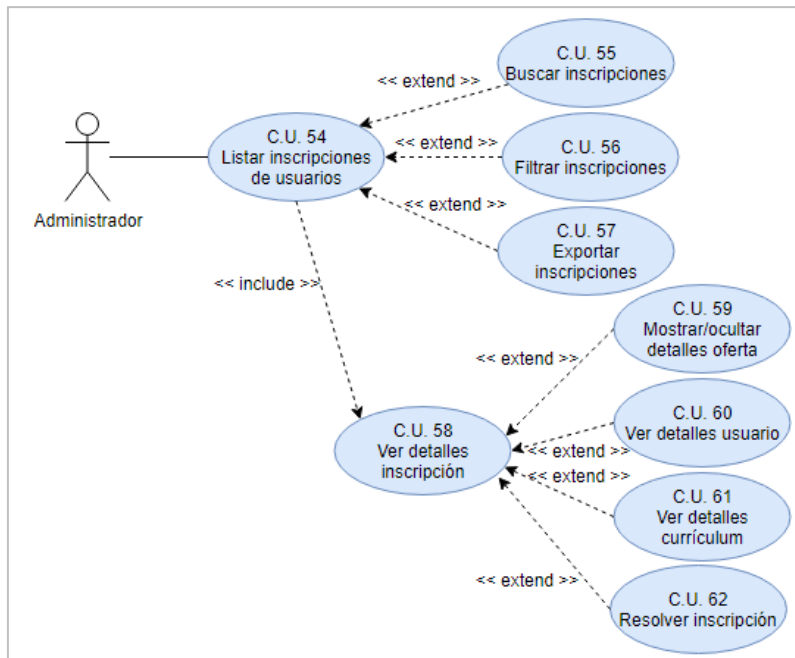 C.U. 55
Buscar inscripciones
<< extend >>
C.U. 54
Listar inscripciones
de usuarios
<< extend >>
C.U. 56
Filtrar inscripciones
Administrador
<< extend >>
C.U. 57
Exportar
inscripciones
<< include >>
C.U. 59
Mostrar/ocultar
detalles oferta
<< extend >>
C.U. 58
Ver detalles
inscripción
C.U. 60
Ver detalles usuario
<< extend >>
<< extend >>
C.U. 61
Ver detalles
currículum
<< extend >>
C.U. 62
Resolver inscripción